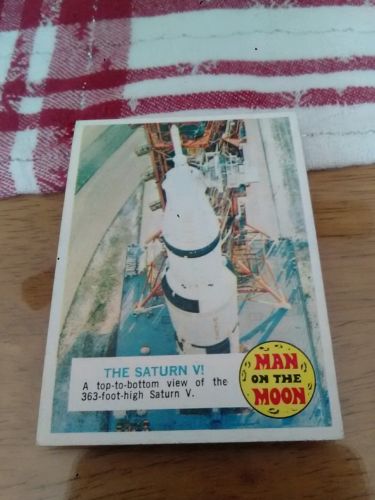 THE SATURN V!
A top-to-bottom view of the
363-foot-high Saturn V.
MAN
ON THE
MOON